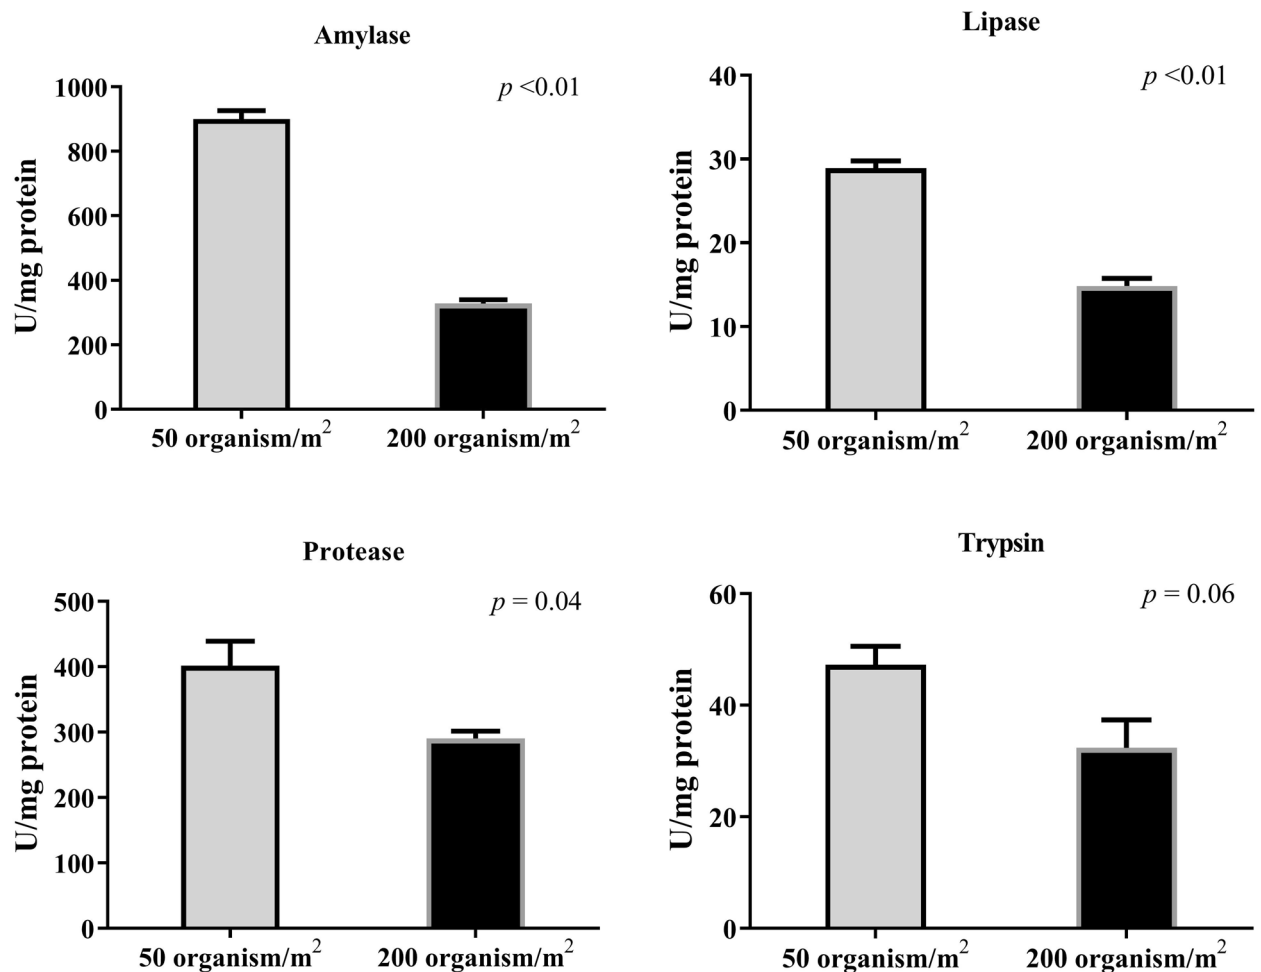 Amylase
p <0.01
U/mg protein
1000
800
600
400
200
0
50 organism/m²
200 organism/m²
Lipase
p <0.01
U/mg protein
40
30
20
10
0
50 organism/m²
200 organism/m²
Protease
p = 0.04
U/mg protein
500
400
300
200
100
0
50 organism/m²
200 organism/m²
Trypsin
p = 0.06
U/mg protein
60
40
20
0
50 organism/m²
200 organism/m²